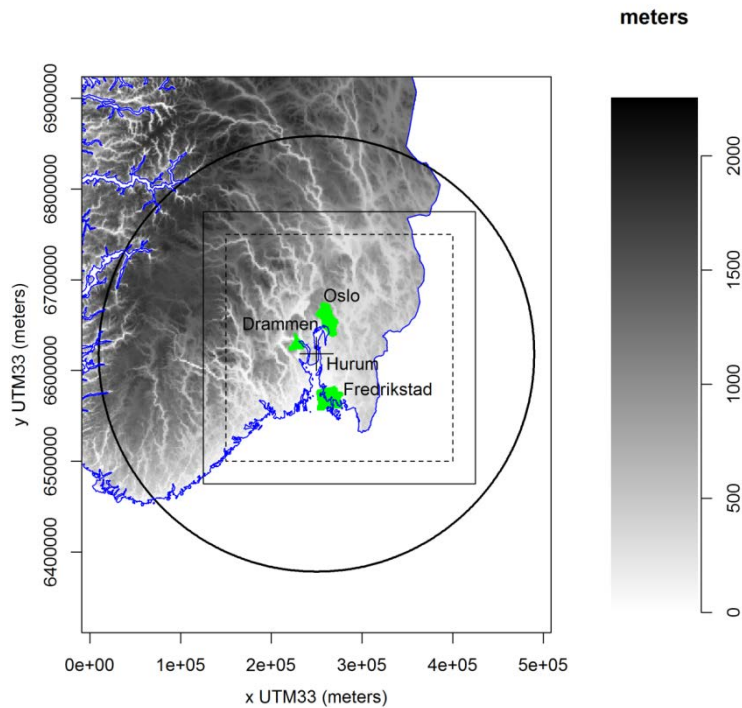 meters
6900000
6800000
6700000
6600000
6500000
6400000
y UTM33 (meters)
Oslo
Drammen
Hurum
Fredrikstad
0e+00 1e+05 2e+05 3e+05 4e+05 5e+05
x UTM33 (meters)
2000
1500
1000
500
0